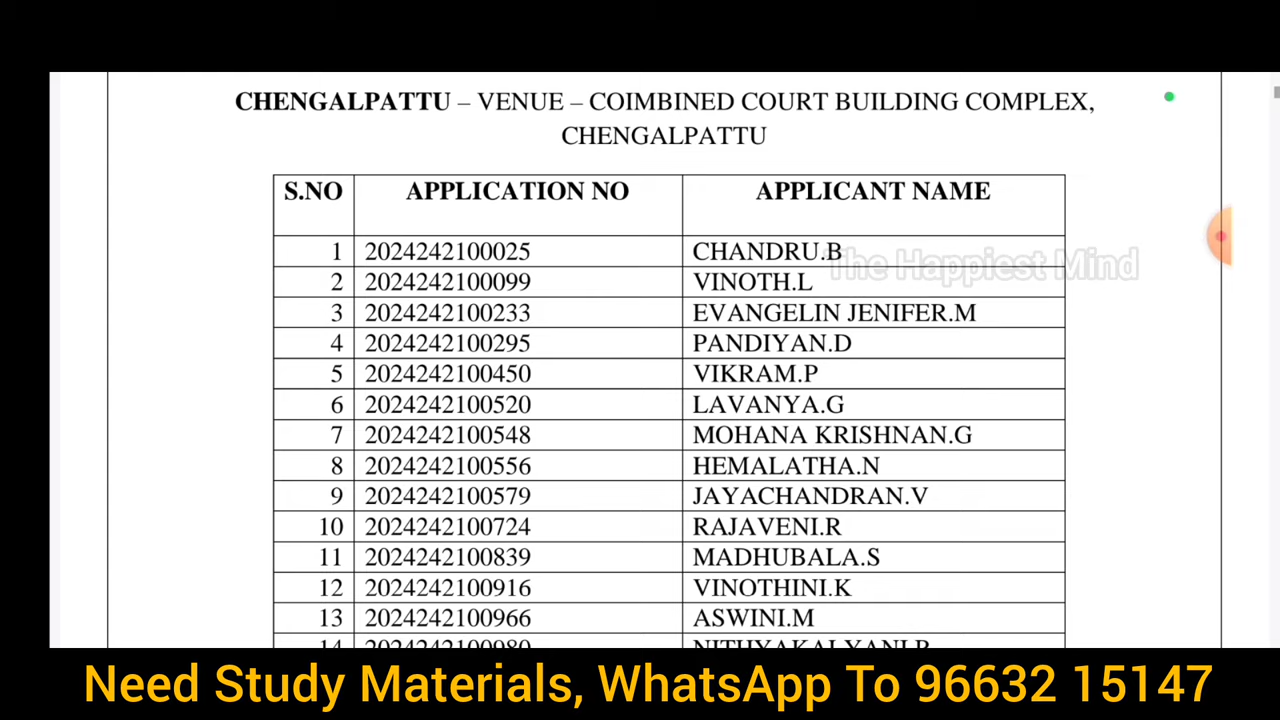 CHENGALPATTU – VENUE – COIMBINED COURT BUILDING COMPLEX,
CHENGALPATTU
S.NO APPLICATION NO APPLICANT NAME
1 2024242100025 CHANDRU.B
The Happiest Mind
2 2024242100099 VINOTH.L
3 2024242100233 EVANGELIN JENIFER.M
4 2024242100295 PANDIYAN.D
5 2024242100450 VIKRAM.P
6 2024242100520 LAVANYA.G
7 2024242100548 MOHANA KRISHNAN.G
8 2024242100556 HEMALATHA.N
9 2024242100579 JAYACHANDRAN.V
10 2024242100724 RAJAVENI.R
11 2024242100839 MADHUBALA.S
12 2024242100916 VINOTHINI.K
13 2024242100966 ASWINI.M
14 2024242100980
Need Study Materials, WhatsApp To 96632 15147